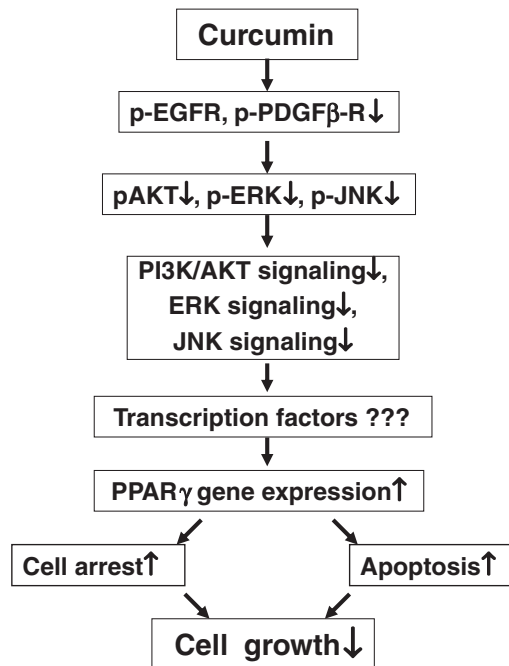 Curcumin
p-EGFR, p-PDGFβ-R↓
pAKT↓, p-ERK↓, p-JNK↓
PI3K/AKT signaling↓,
ERK signaling↓,
JNK signaling↓
Transcription factors ???
PPARγ gene expression↑
Cell arrest↑
Apoptosis↑
Cell growth↓